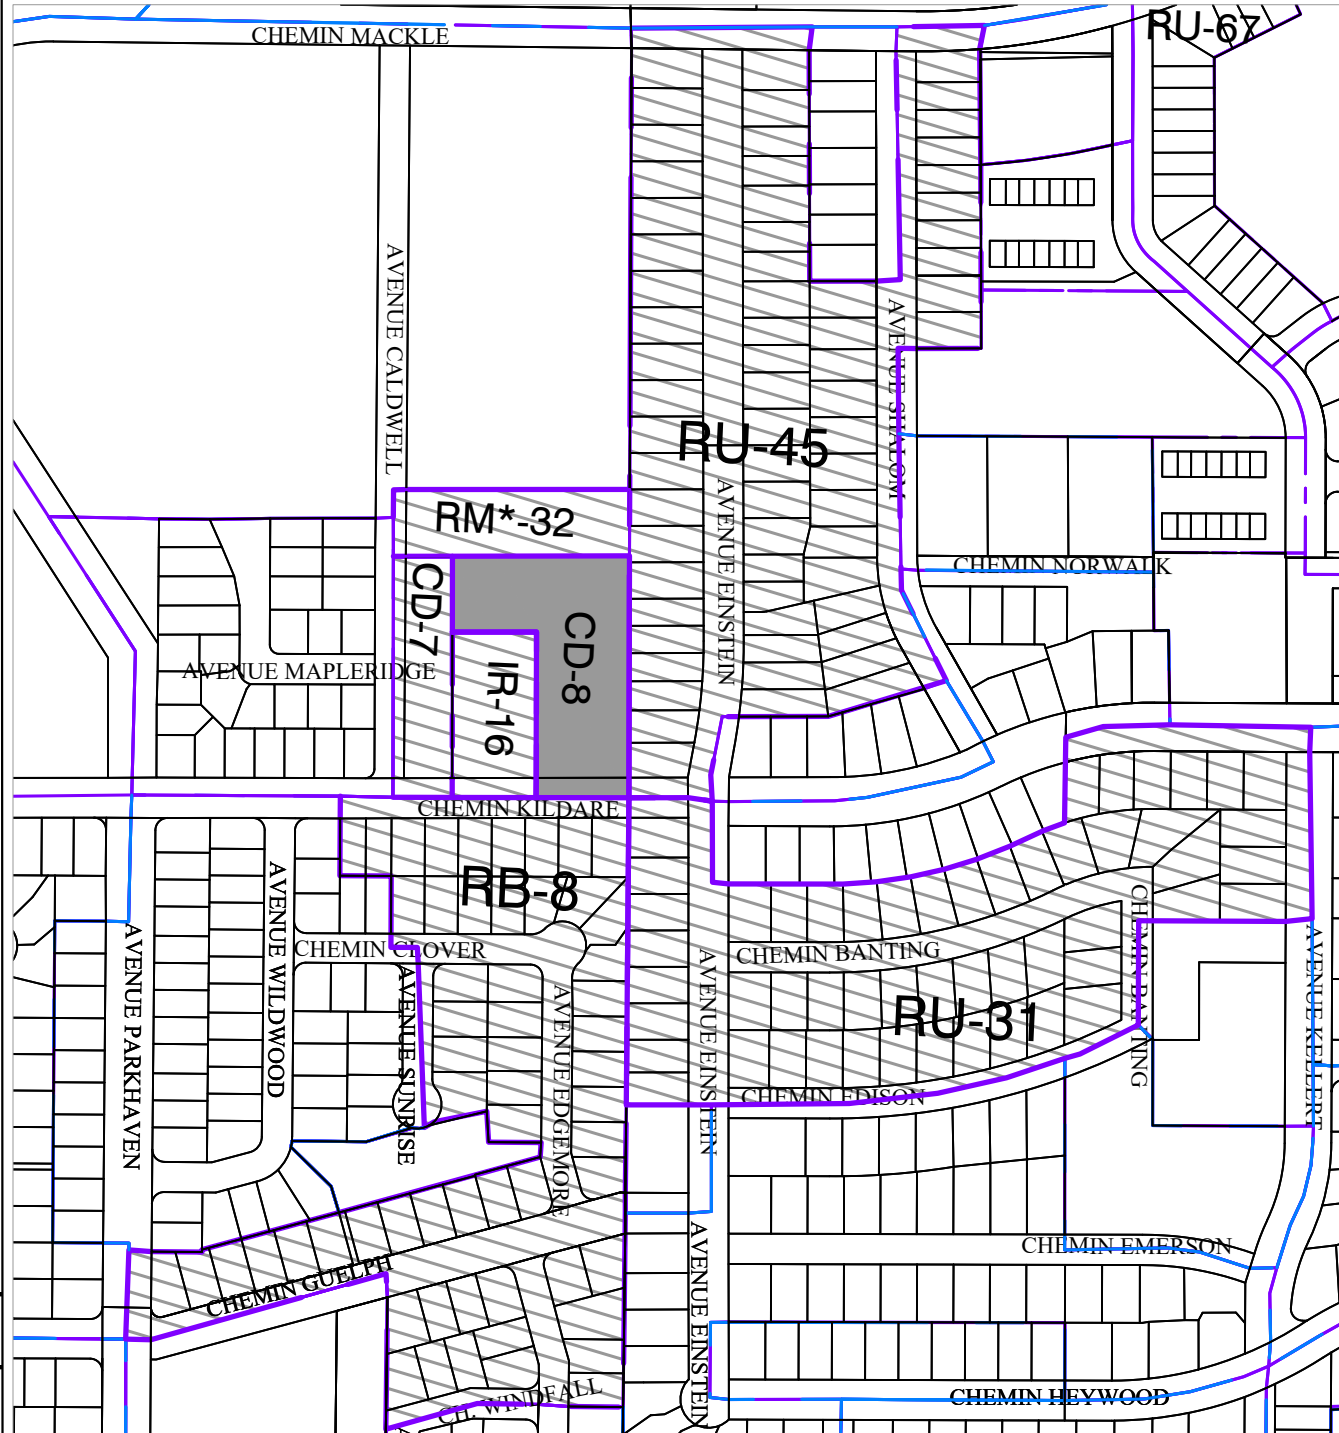 RU-67
CHEMIN MACKLE
AVENUE CALDWELL
AVENUE SHALOM
RU-45
RM*-32
AVENUE EINSTEIN
CHEMIN NORWALK
CD-7
CD-8
IR-16
AVENUE MAPLERIDGE
CHEMIN KILDARE
RB-8
AVENUE WILDWOOD
AVENUE PARKHAVEN
CHEMIN CLOVER
AVENUE SUNRISE
AVENUE EDGEMORE
AVENUE EINSTEIN
CHEMIN BANTING
RU-31
CHEMIN BANTING
AVENUE KELLERT
CHEMIN EDISON
CHEMIN EMERSON
CHEMIN GUELPH
AVENUE EINSTEIN
CH. WINDFALL
CHEMIN HEYWOOD